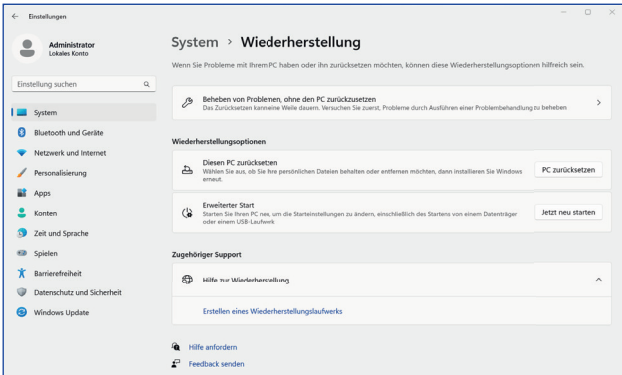 Einstellungen
Administrator
Lokales Konto
Einstellung suchen
System
Bluetooth und Geräte
Netzwerk und Internet
Personalisierung
Apps
Konten
Zeit und Sprache
Spielen
Barrierefreiheit
Datenschutz und Sicherheit
Windows Update
System > Wiederherstellung
Wenn Sie Probleme mit IhremPC haben oder ihn zurücksetzen möchten, können diese Wiederherstellungsoptionen hilfreich sein.
Beheben von Problemen, ohne den PC zurückzusetzen
Das Zurücksetzen kanneine Weile dauern. Versuchen Sie zuerst, Probleme durch Ausführen einer Problembehandlung zu beheben
Wiederherstellungsoptionen
Diesen PC zurücksetzen
Wählen Sie aus, ob Sie Ihre persönlichen Dateien behalten oder entfernen möchten, dann installieren Sie Windows
erneut.
PC zurücksetzen
Erweiterter Start
Starten Sie Ihren PC neu, um die Starteinstellungen zu ändern, einschließlich des Startens von einem Datenträger
oder einem USB-Laufwerk
Jetzt neu starten
Zugehöriger Support
Hilfe zur Wiederherstellung
Erstellen eines Wiederherstellungslaufwerks
Hilfe anfordern
Feedback senden